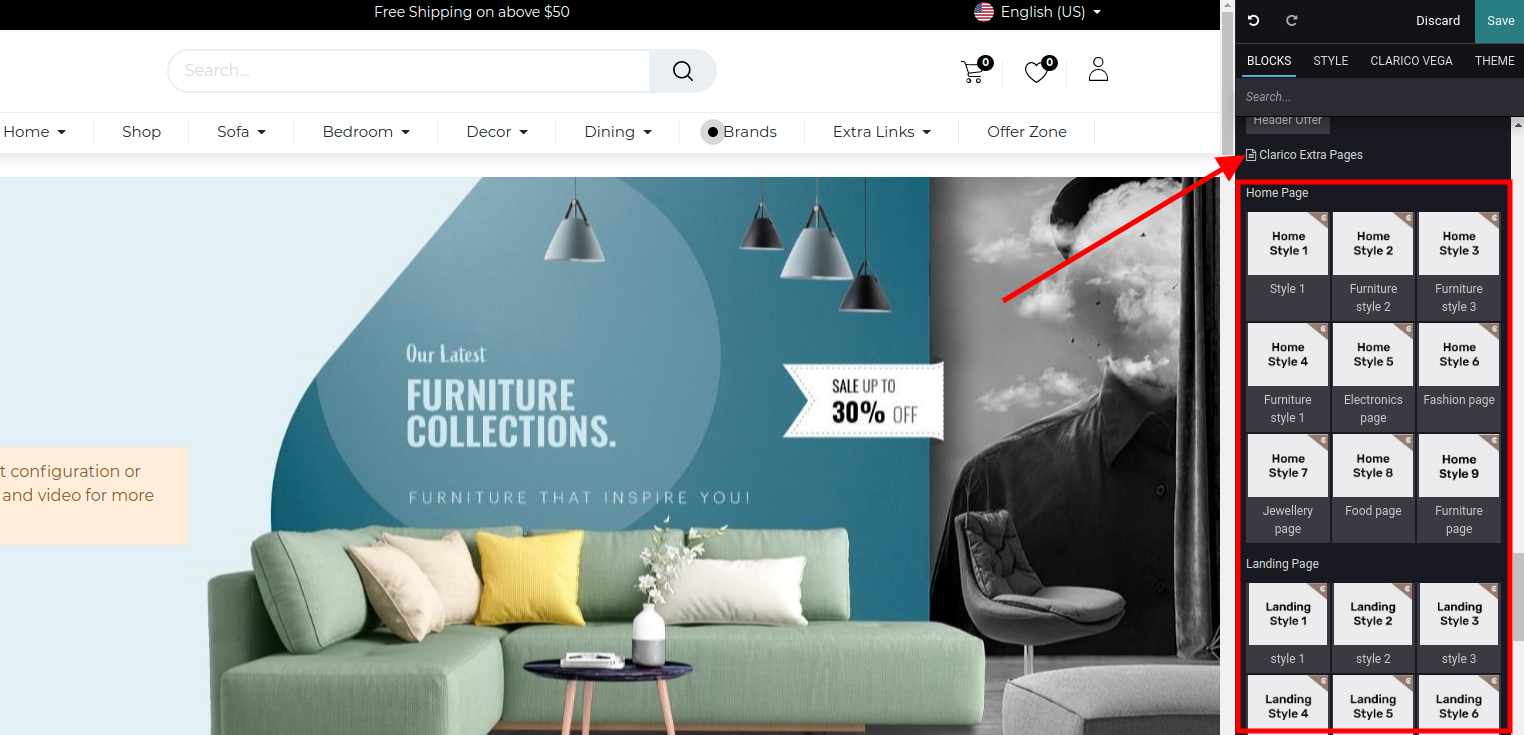 Free Shipping on above $50
English (US)
Search...
0
0
Home
Shop
Sofa
Bedroom
Decor
Dining
Brands
Extra Links
Offer Zone
Our Latest
FURNITURE
COLLECTIONS.
FURNITURE THAT INSPIRE YOU!
SALE UP TO
30% OFF
t configuration or
and video for more
Discard
Save
BLOCKS
STYLE
CLARICO VEGA
THEME
Search...
Header Offer
Clarico Extra Pages
Home Page
Home
Style 1
Home
Style 2
Home
Style 3
Style 1
Furniture
style 2
Furniture
style 3
Home
Style 4
Home
Style 5
Home
Style 6
Furniture
style 1
Electronics
page
Fashion page
Home
Style 7
Home
Style 8
Home
Style 9
Jewellery
page
Food page
Furniture
page
Landing Page
Landing
Style 1
Landing
Style 2
Landing
Style 3
style 1
style 2
style 3
Landing
Style 4
Landing
Style 5
Landing
Style 6